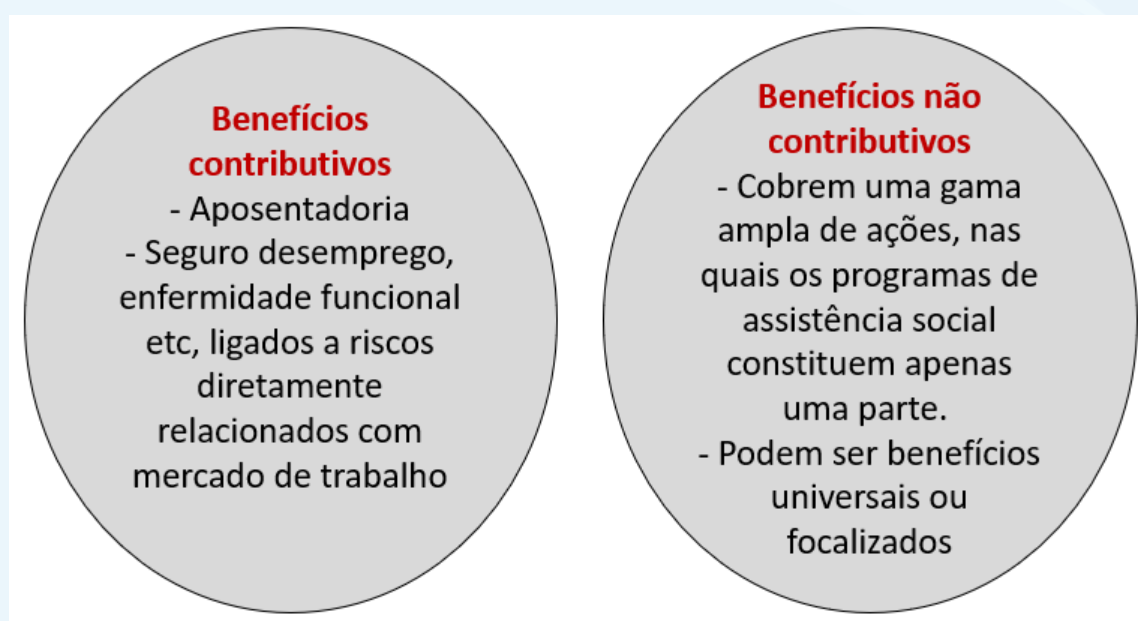 Benefícios
contributivos
- Aposentadoria
- Seguro desemprego,
enfermidade funcional
etc, ligados a riscos
diretamente
relacionados com
mercado de trabalho
Benefícios não
contributivos
- Cobrem uma gama
ampla de ações, nas
quais os programas de
assistência social
constituem apenas
uma parte.
- Podem ser benefícios
universais ou
focalizados